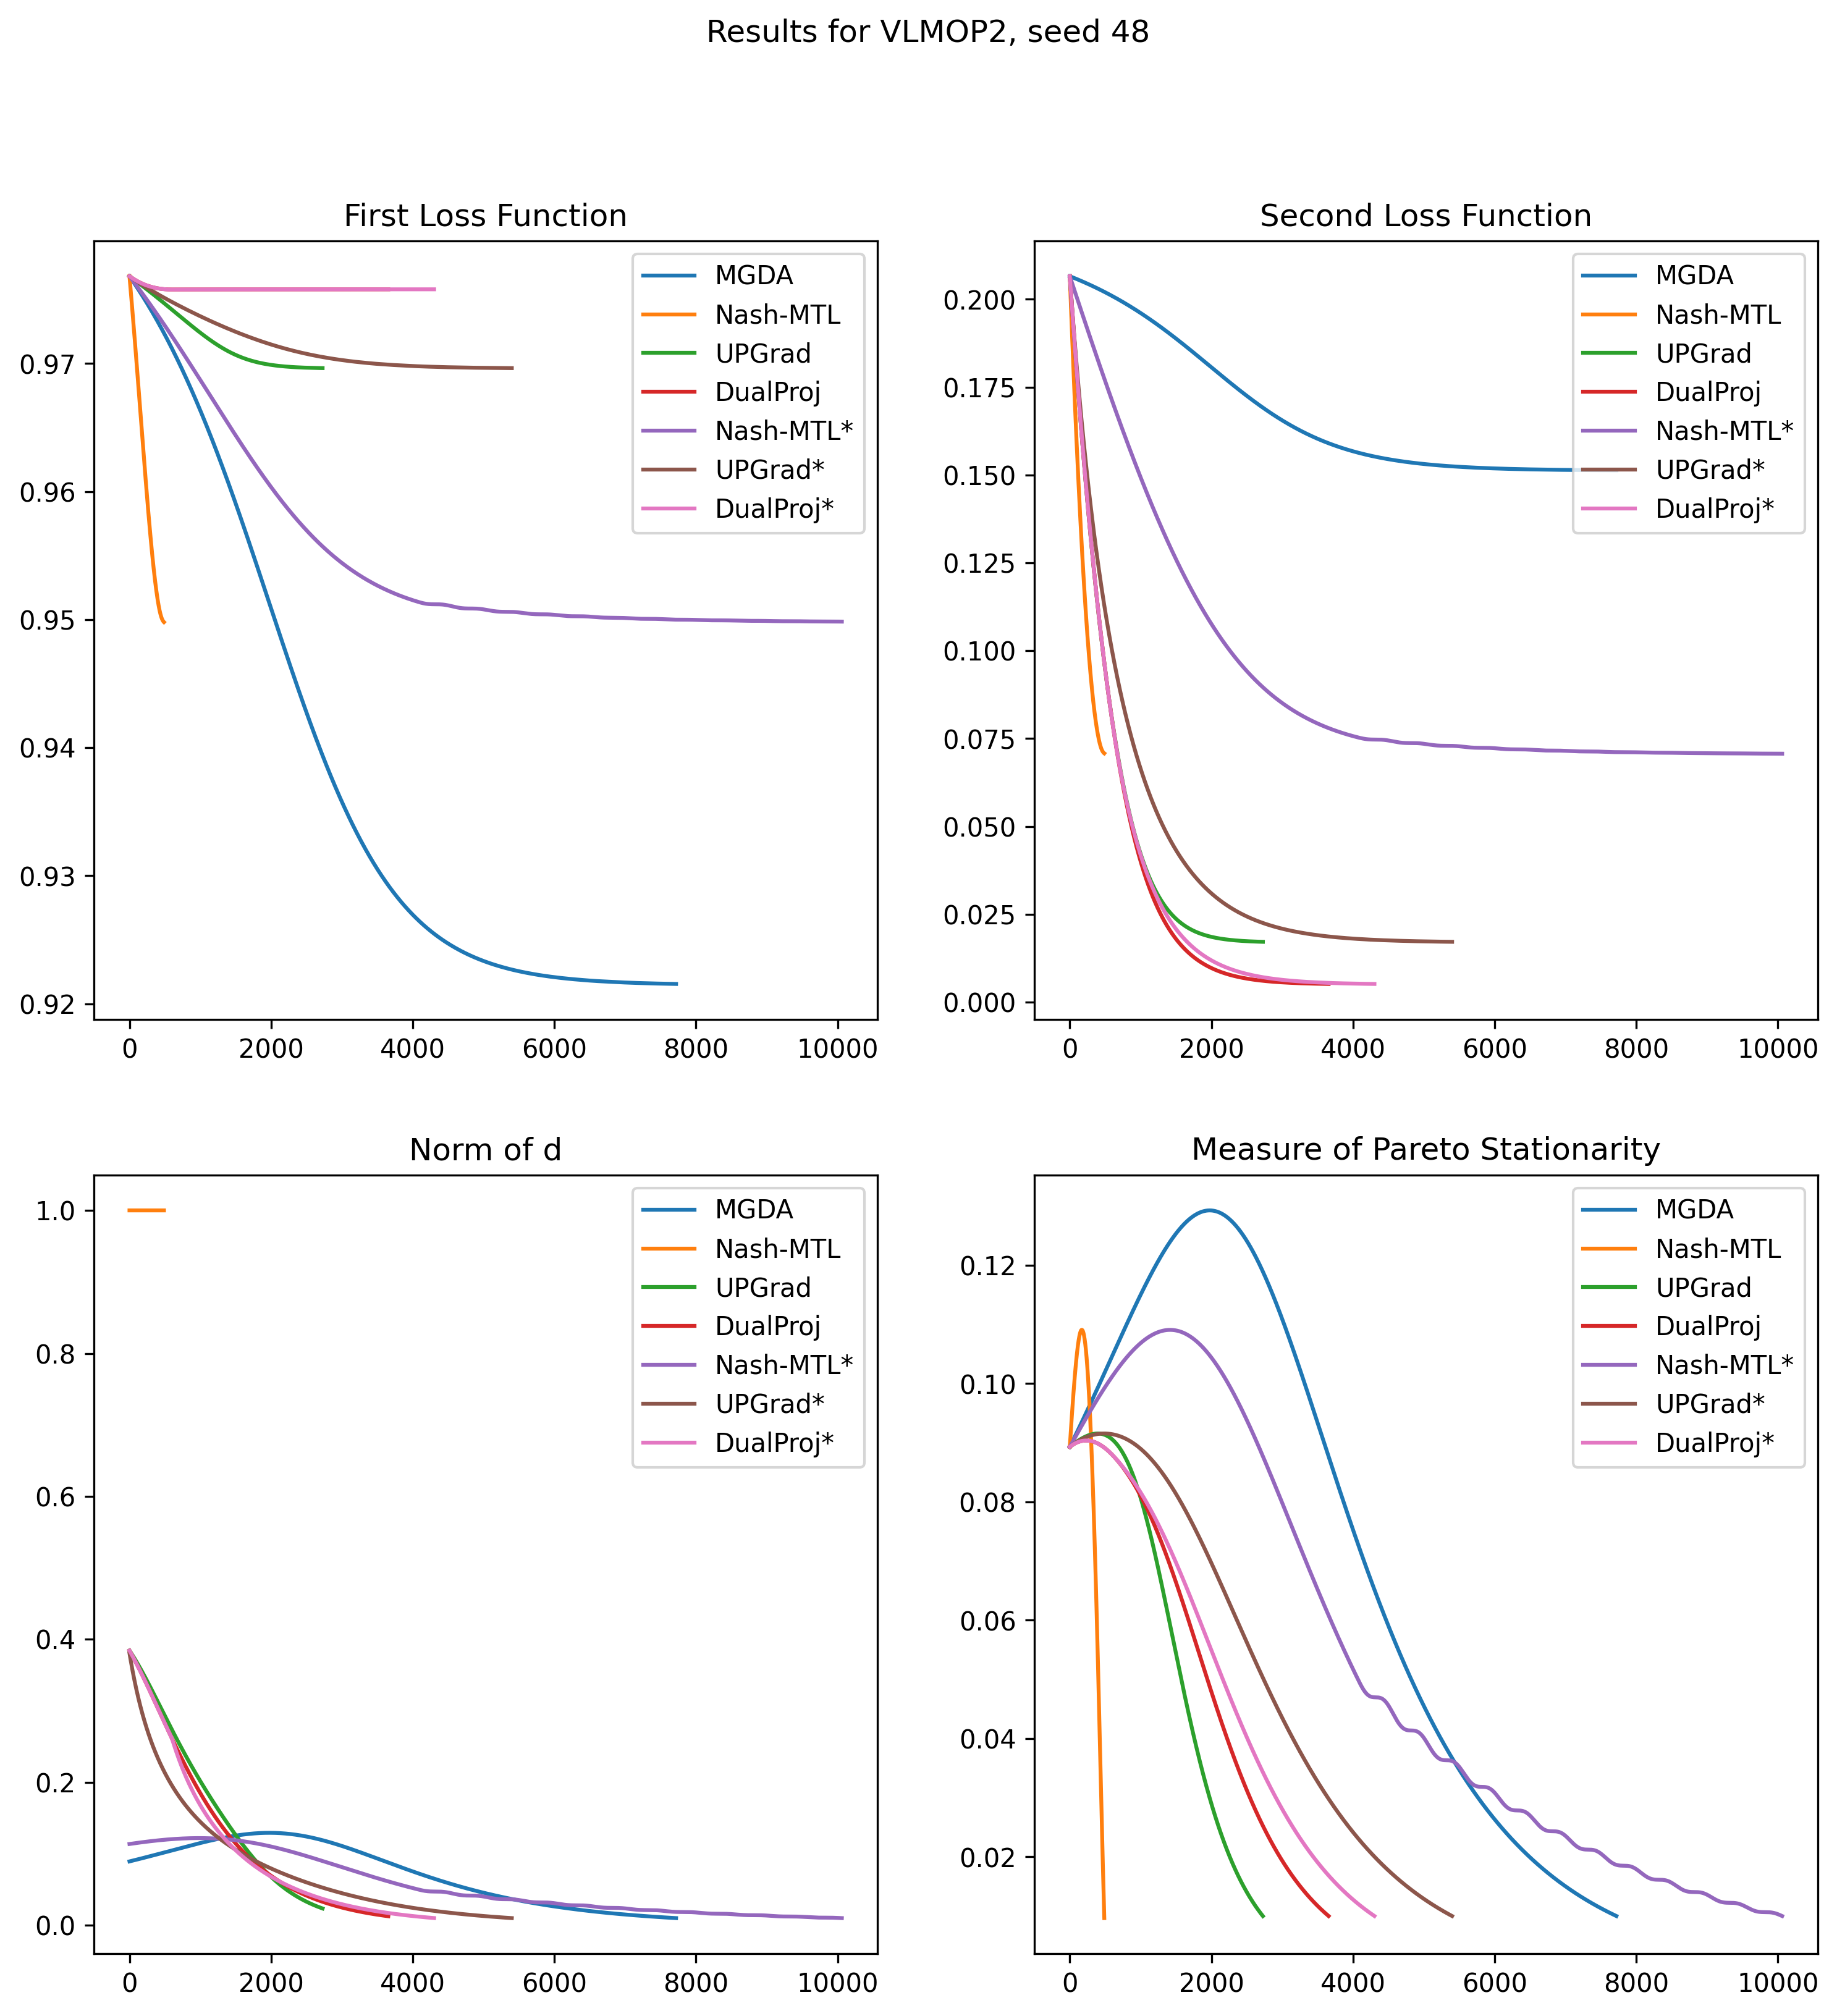 Results for VLMOP2, seed 48
First Loss Function
0.97
0.96
0.95
0.94
0.93
0.92
0 2000 4000 6000 8000 10000
MGDA
Nash-MTL
UPGrad
DualProj
Nash-MTL*
UPGrad*
DualProj*
Second Loss Function
0.200
0.175
0.150
0.125
0.100
0.075
0.050
0.025
0.000
0 2000 4000 6000 8000 10000
MGDA
Nash-MTL
UPGrad
DualProj
Nash-MTL*
UPGrad*
DualProj*
Norm of d
1.0
0.8
0.6
0.4
0.2
0.0
0 2000 4000 6000 8000 10000
MGDA
Nash-MTL
UPGrad
DualProj
Nash-MTL*
UPGrad*
DualProj*
Measure of Pareto Stationarity
0.12
0.10
0.08
0.06
0.04
0.02
0 2000 4000 6000 8000 10000
MGDA
Nash-MTL
UPGrad
DualProj
Nash-MTL*
UPGrad*
DualProj*